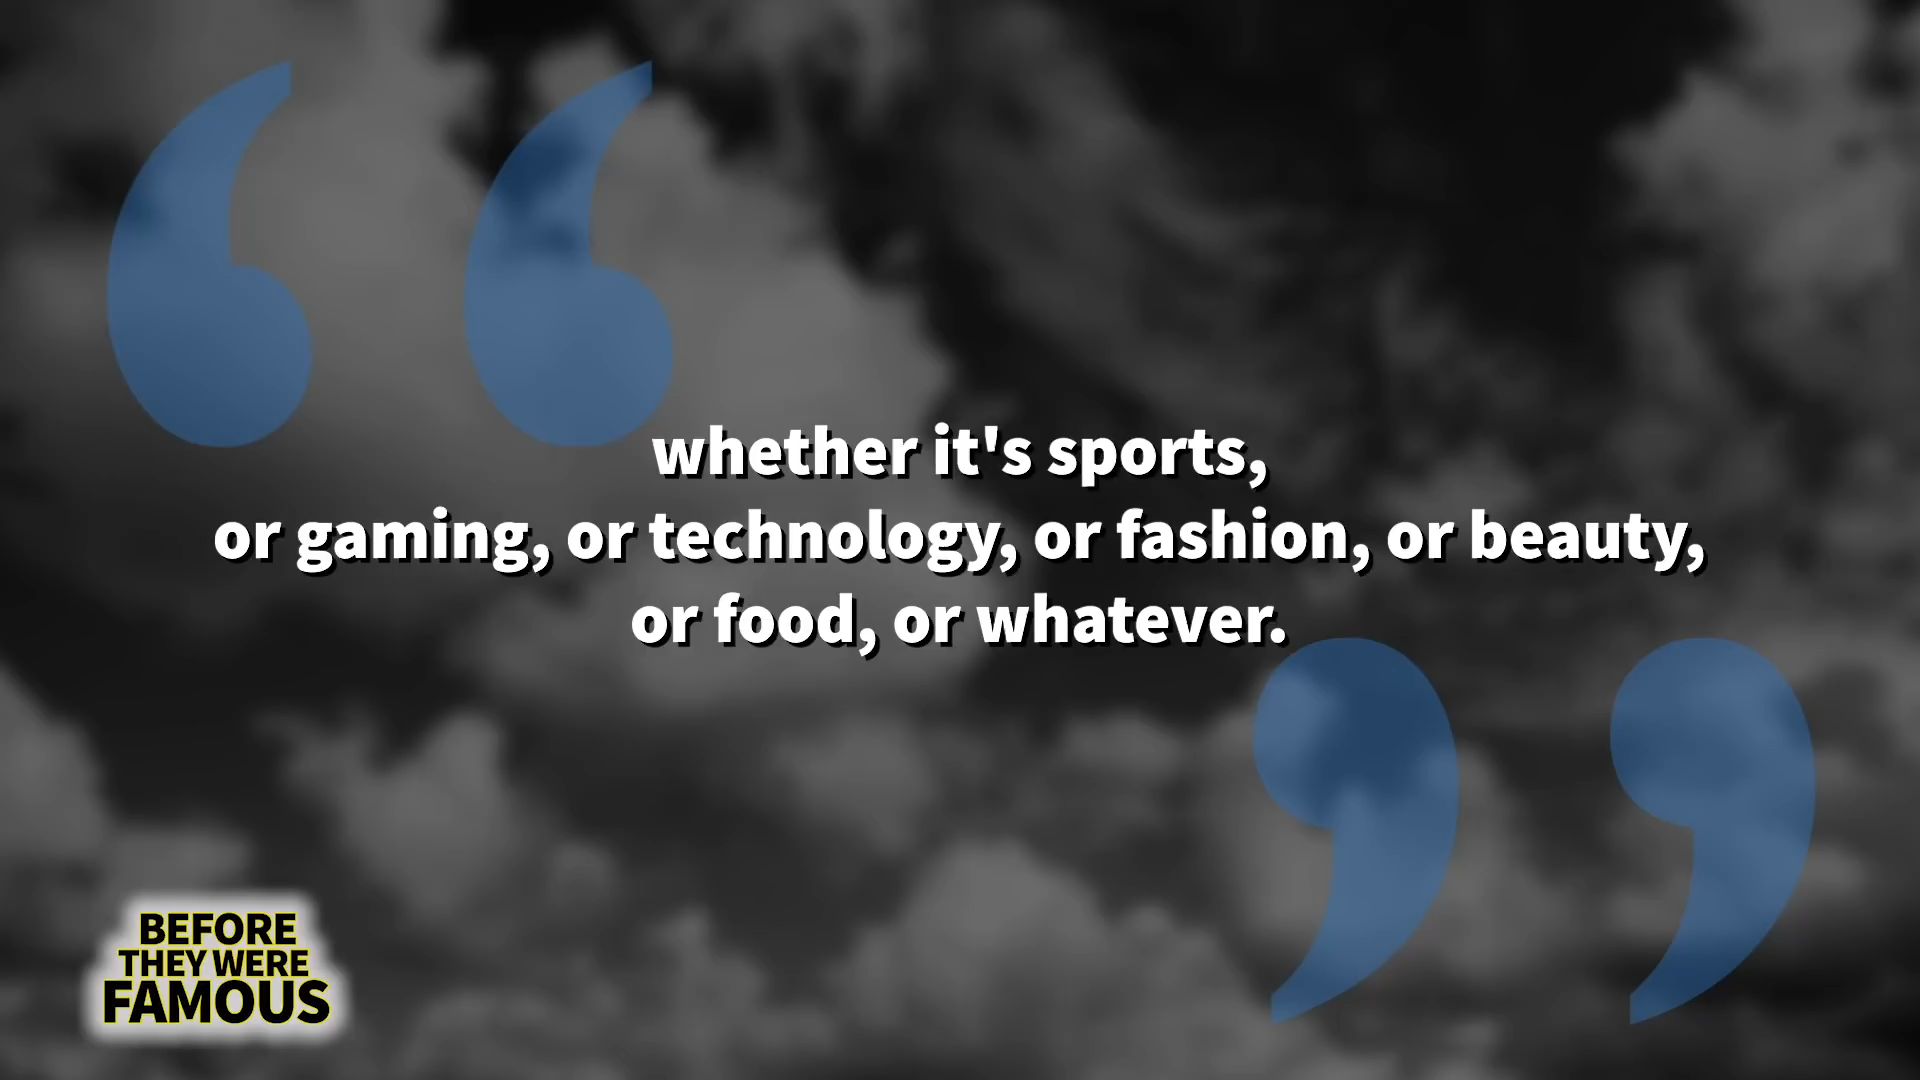 whether it's sports,
or gaming, or technology, or fashion, or beauty,
or food, or whatever.
BEFORE
THEY WERE
FAMOUS